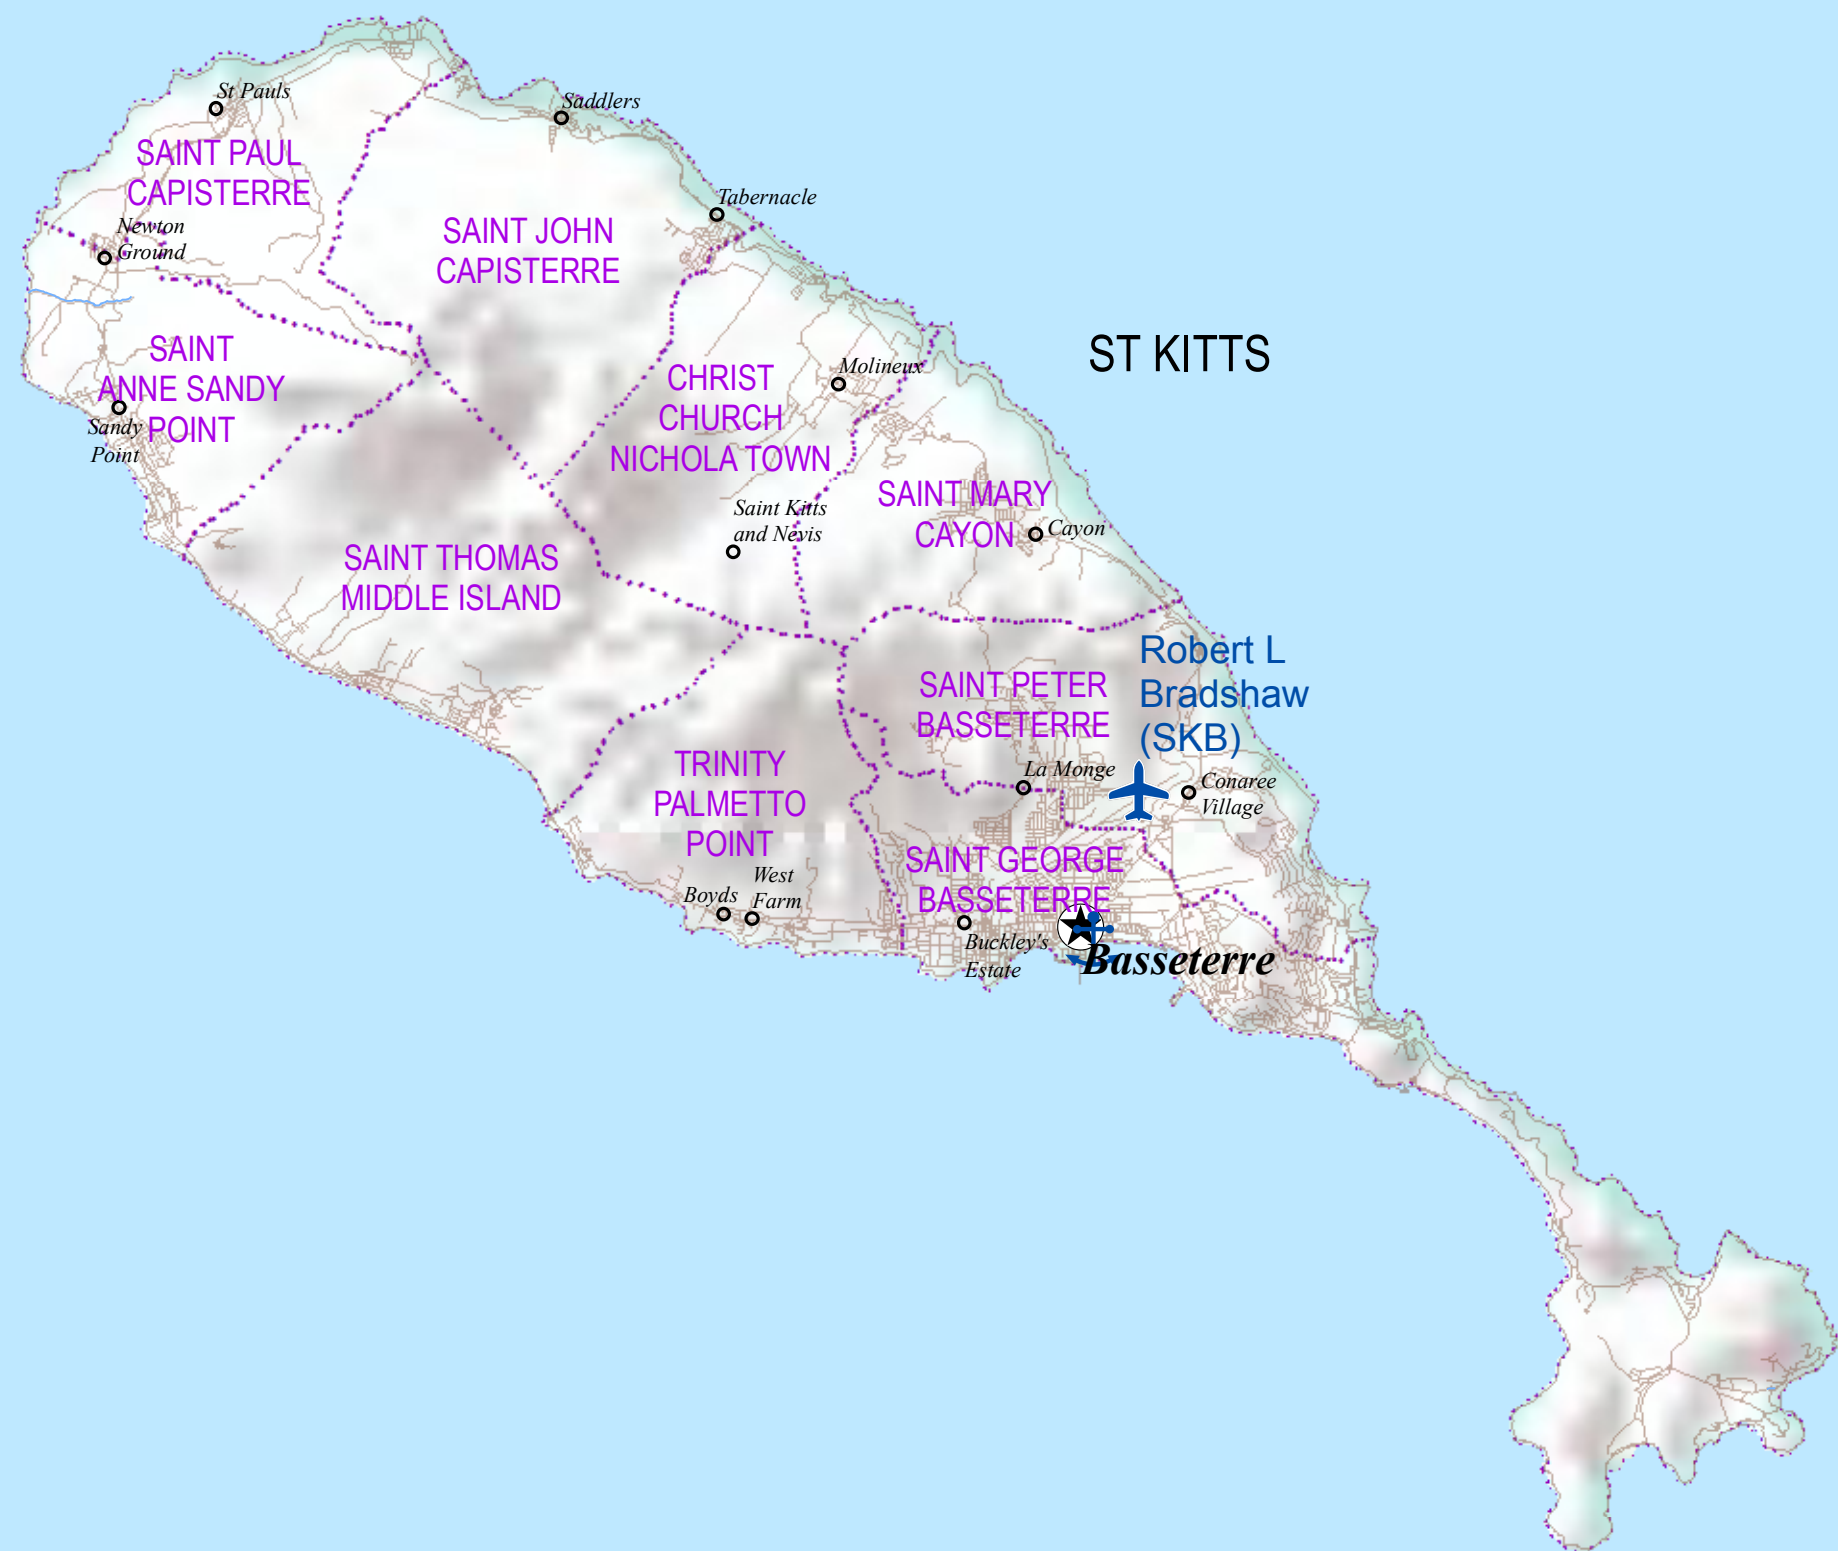 St Pauls
Saddlers
SAINT PAUL
CAPISTERRE
Tabernacle
Newton
Ground
SAINT JOHN
CAPISTERRE
ST KITTS
SAINT
ANNE SANDY
POINT
Sandy
Point
Molineux
CHRIST
CHURCH
NICHOLA TOWN
SAINT MARY
CAYON
Cayon
Saint Kitts
and Nevis
SAINT THOMAS
MIDDLE ISLAND
Robert L
Bradshaw
(SKB)
SAINT PETER
BASSETERRE
TRINITY
PALMETTO
POINT
La Monge
Conaree
Village
SAINT GEORGE
BASSETERRE
Boyds
West
Farm
Buckley's
Estate
Basseterre